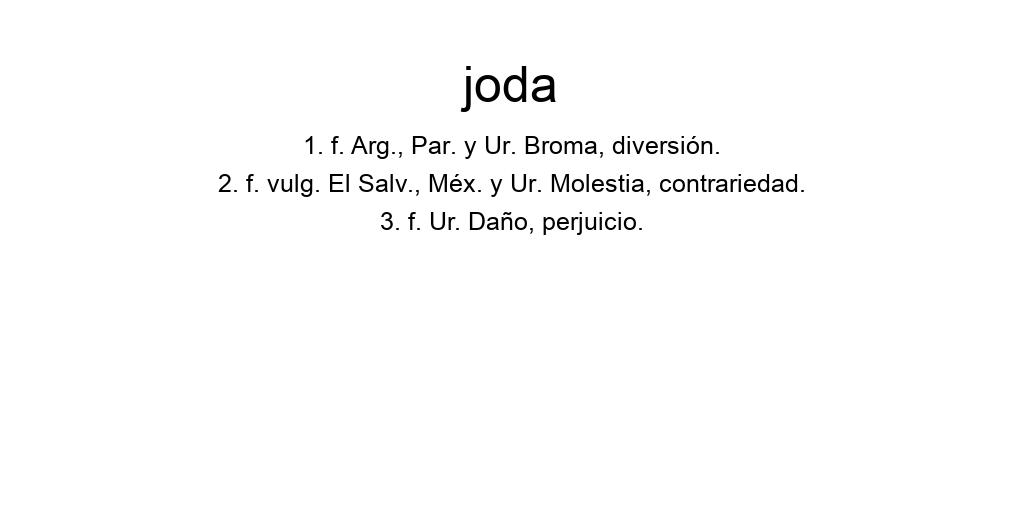 joda
1. f. Arg., Par. y Ur. Broma, diversión.
2. f. vulg. El Salv., Méx. y Ur. Molestia, contrariedad.
3. f. Ur. Daño, perjuicio.